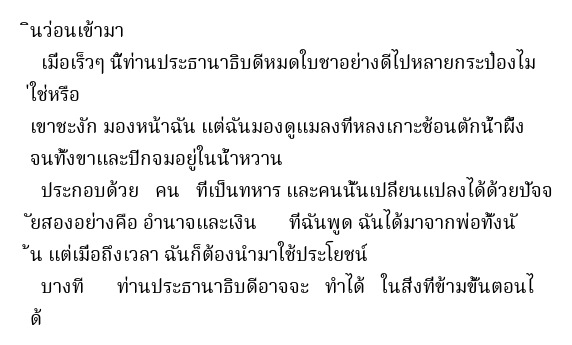 ินว่อนเข้ามา
เมื่อเร็วๆ นี้ท่านประธานาธิบดีหมดใบชาอย่างดีไปหลายกระป๋องไม
่ใช่หรือ
เขาชะงัก มองหน้าฉัน แต่ฉันมองดูแมลงที่หลงเกาะช้อนตักน้ำผึ้ง
จนทั้งขาและปีกจมอยู่ในน้ำหวาน
ประกอบด้วย คน ที่เป็นทหาร และคนนั้นเปลี่ยนแปลงได้ด้วยปัจจ
ัยสองอย่างคือ อำนาจและเงิน ที่ฉันพูด ฉันได้มาจากพ่อทั้งนั
้น แต่เมื่อถึงเวลา ฉันก็ต้องนำมาใช้ประโยชน์
บางที ท่านประธานาธิบดีอาจจะ ทำได้ ในสิ่งที่ข้ามขั้นตอนไ
ด้